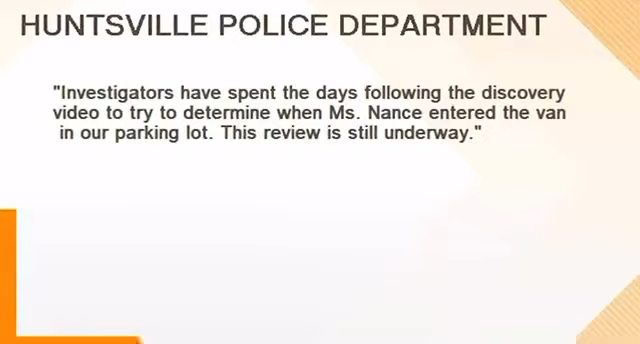 HUNTSVILLE POLICE DEPARTMENT
"Investigators have spent the days following the discovery
video to try to determine when Ms. Nance entered the van
in our parking lot. This review is still underway."